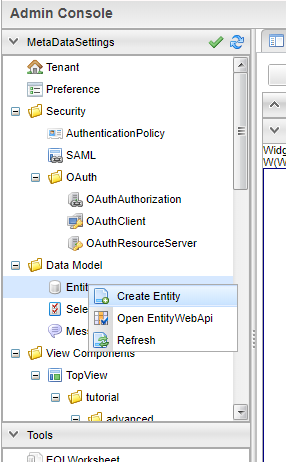 Admin Console
MetaDataSettings
Tenant
Preference
Security
AuthenticationPolicy
SAML
OAuth
OAuthAuthorization
OAuthClient
OAuthResourceServer
Data Model
Entit
Create Entity
Sele
Open EntityWebApi
Mess
Refresh
View Components
TopView
tutorial
advanced
Tools
EQLWorksheet
Widg
W(W